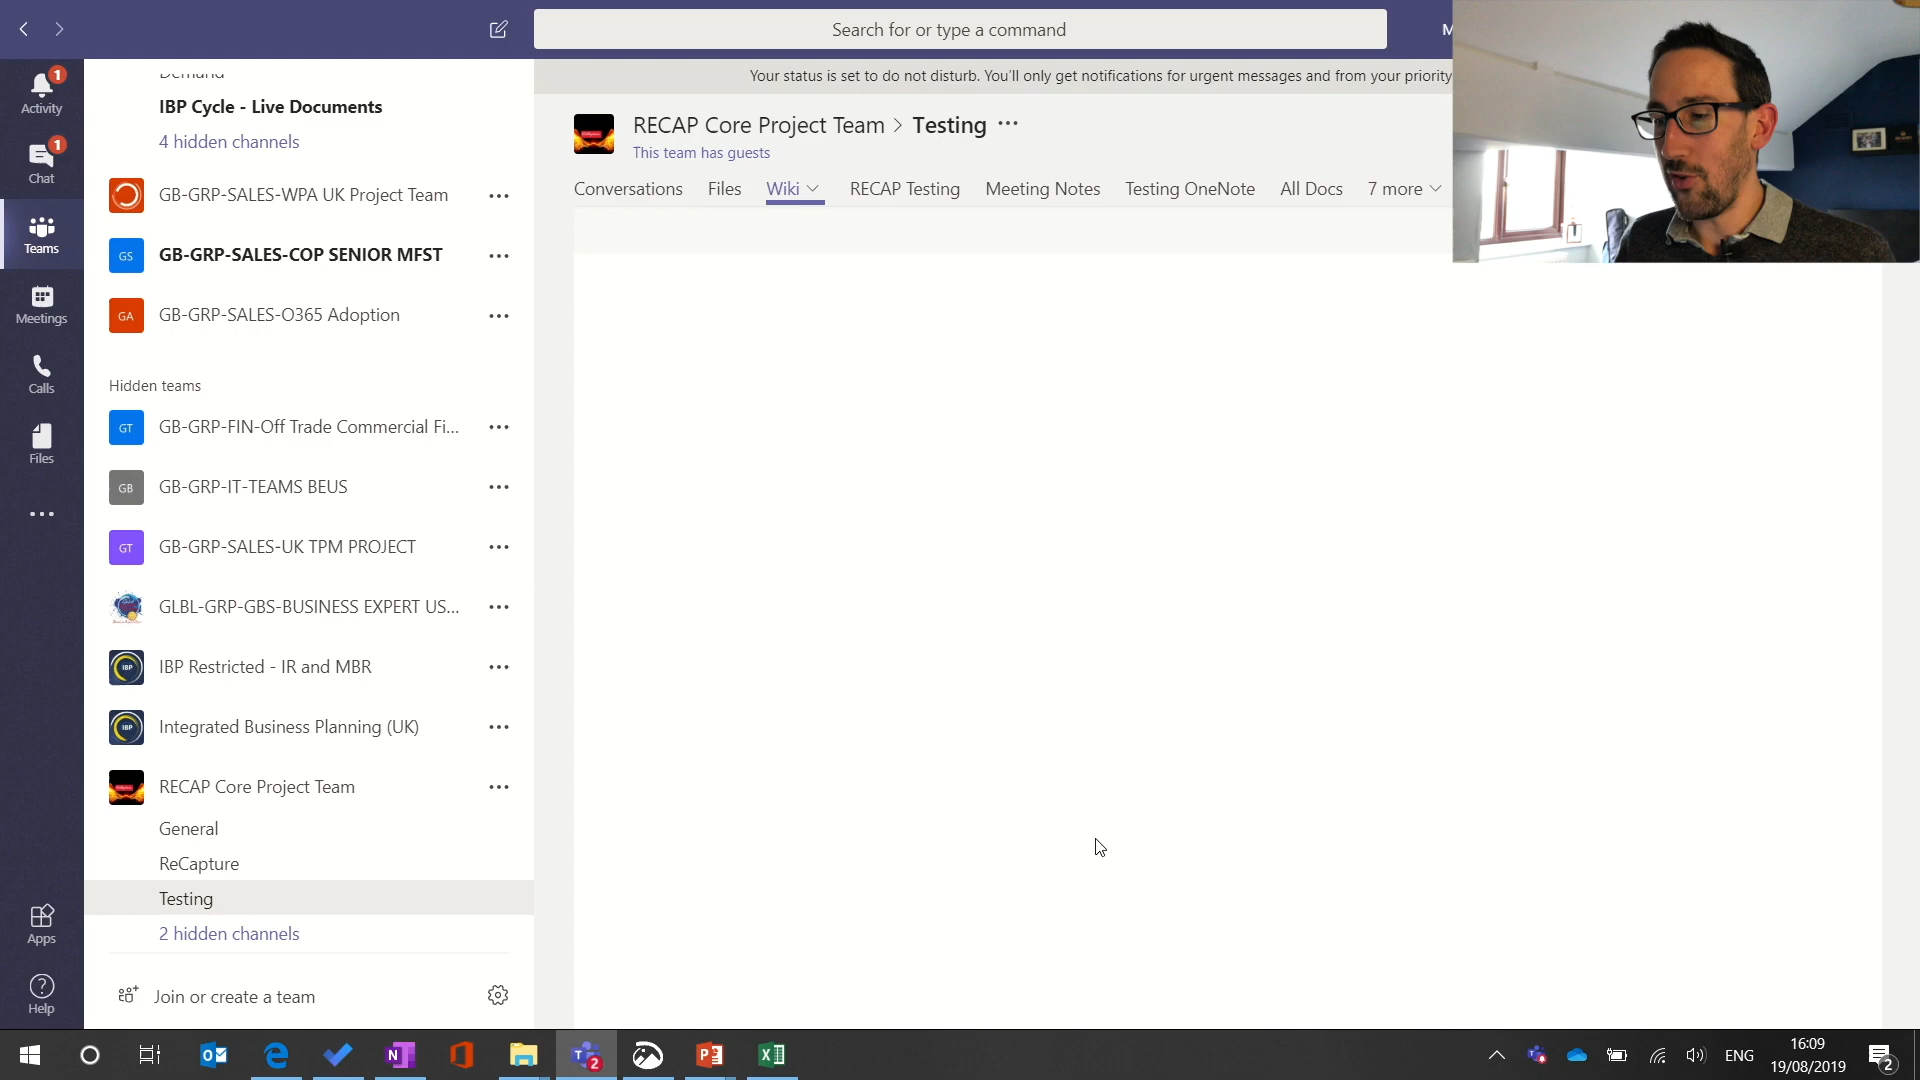 Search for or type a command
M
Your status is set to do not disturb. You'll only get notifications for urgent messages and from your priority
1
Activity
1
Chat
Teams
Meetings
Calls
Files
Apps
Help
Demand
IBP Cycle - Live Documents
4 hidden channels
GB-GRP-SALES-WPA UK Project Team
GS
GB-GRP-SALES-COP SENIOR MFST
GA
GB-GRP-SALES-O365 Adoption
Hidden teams
GT
GB-GRP-FIN-Off Trade Commercial Fi...
GB
GB-GRP-IT-TEAMS BEUS
GT
GB-GRP-SALES-UK TPM PROJECT
GLBL-GRP-GBS-BUSINESS EXPERT US...
IBP
IBP Restricted - IR and MBR
IBP
Integrated Business Planning (UK)
RECAP Core Project Team
General
ReCapture
Testing
2 hidden channels
Join or create a team
RECAP Core Project Team > Testing
This team has guests
Conversations Files Wiki RECAP Testing Meeting Notes Testing OneNote All Docs 7 more
2
ENG
16:09
19/08/2019
2